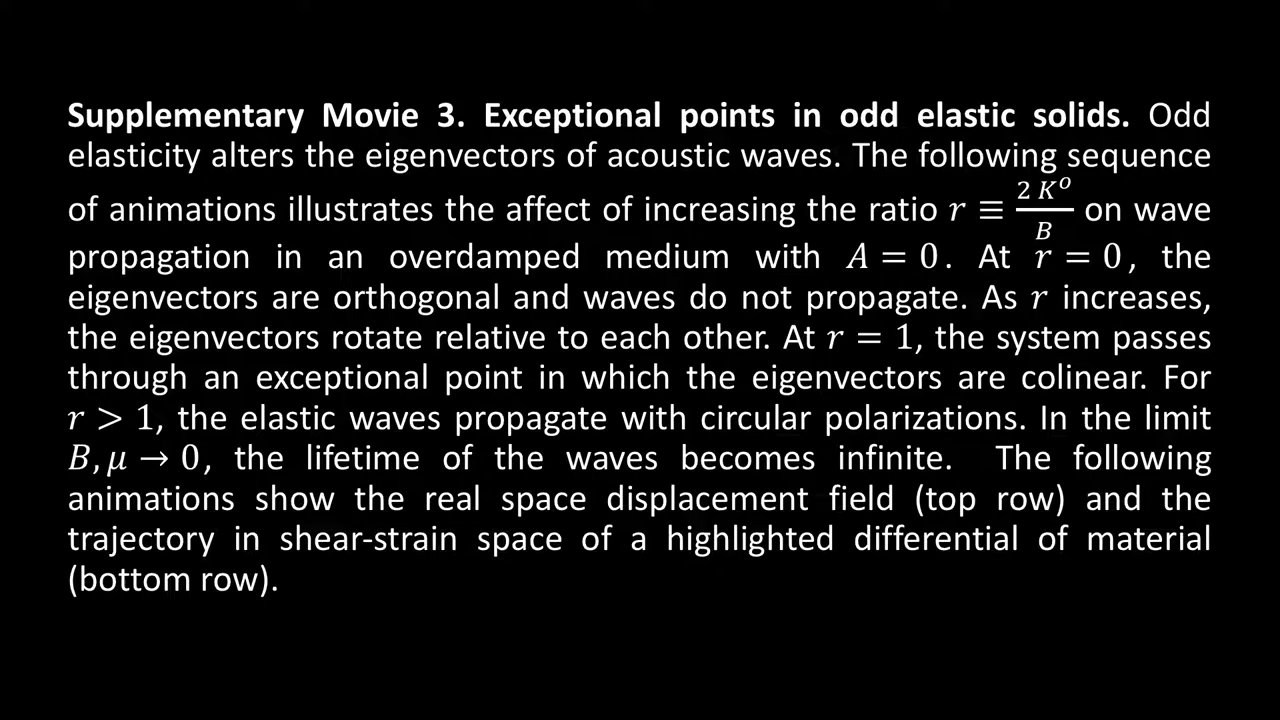 Supplementary Movie 3. Exceptional points in odd elastic solids. Odd
elasticity alters the eigenvectors of acoustic waves. The following sequence
of animations illustrates the affect of increasing the ratio r ≡ 2 Kᵒ / B on wave
propagation in an overdamped medium with A = 0. At r = 0, the
eigenvectors are orthogonal and waves do not propagate. As r increases,
the eigenvectors rotate relative to each other. At r = 1, the system passes
through an exceptional point in which the eigenvectors are colinear. For
r > 1, the elastic waves propagate with circular polarizations. In the limit
B, μ → 0, the lifetime of the waves becomes infinite. The following
animations show the real space displacement field (top row) and the
trajectory in shear-strain space of a highlighted differential of material
(bottom row).